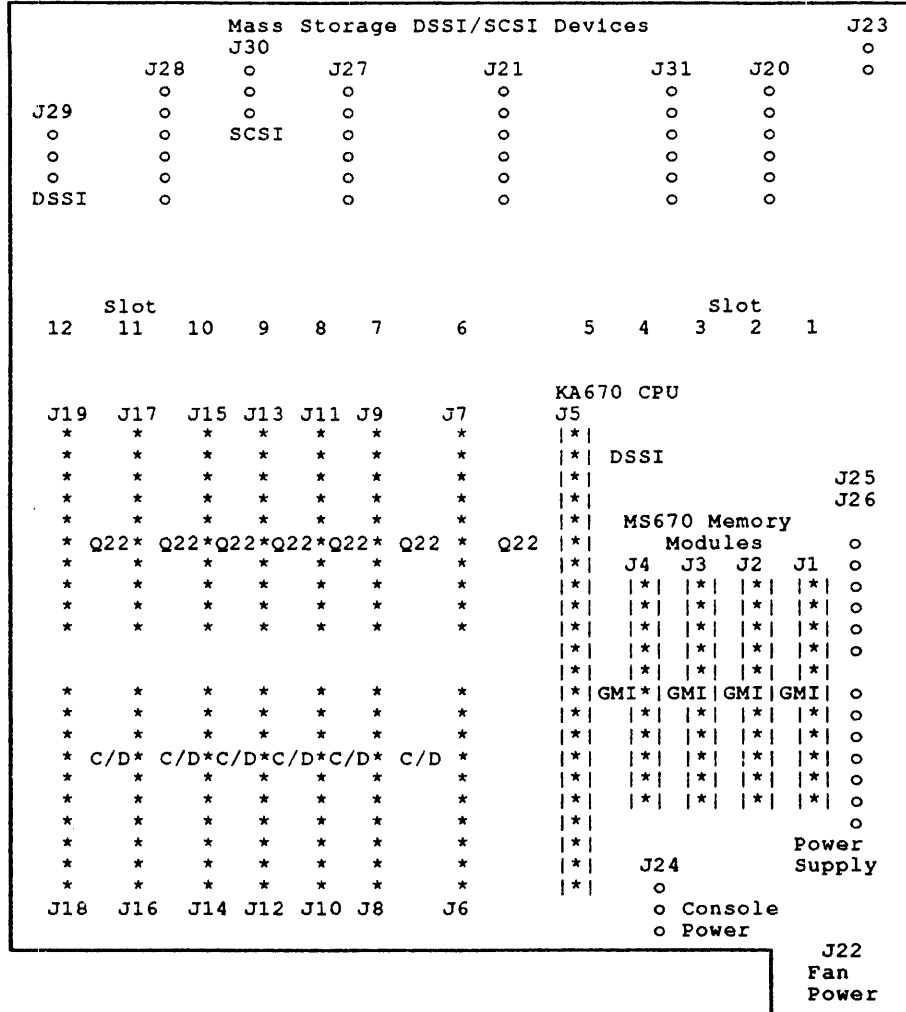 Mass Storage DSSI/SCSI Devices J23
J30 o
J28 o J27 J21 J31 J20 o
o o o o o o
J29 o o o o o o
o o SCSI o o o o
o o o o o o
o o o o o o
DSSI o o o o o
Slot Slot
12 11 10 9 8 7 6 5 4 3 2 1
KA670 CPU
J19 J17 J15 J13 J11 J9 J7 J5
* * * * * * * |*|
* * * * * * * |*| DSSI
* * * * * * * |*| J25
* * * * * * * |*| J26
* * * * * * * |*| MS670 Memory
* Q22* Q22*Q22*Q22*Q22* Q22 * Q22 |*| Modules o
* * * * * * * |*| J4 J3 J2 J1 o
* * * * * * * |*| |*| |*| |*| |*| o
* * * * * * * |*| |*| |*| |*| |*| o
* * * * * * * |*| |*| |*| |*| |*| o
|*| |*| |*| |*| |*| o
|*| |*| |*| |*| |*|
* * * * * * * |*|GMI*|GMI|GMI|GMI| o
* * * * * * * |*| |*| |*| |*| |*| o
* * * * * * * |*| |*| |*| |*| |*| o
* C/D* C/D*C/D*C/D*C/D* C/D * |*| |*| |*| |*| |*| o
* * * * * * * |*| |*| |*| |*| |*| o
* * * * * * * |*| |*| |*| |*| |*| o
* * * * * * * |*| o
* * * * * * * |*| Power
* * * * * * * |*| J24 Supply
* * * * * * * |*| o
J18 J16 J14 J12 J10 J8 J6 o Console
o Power
J22
Fan
Power